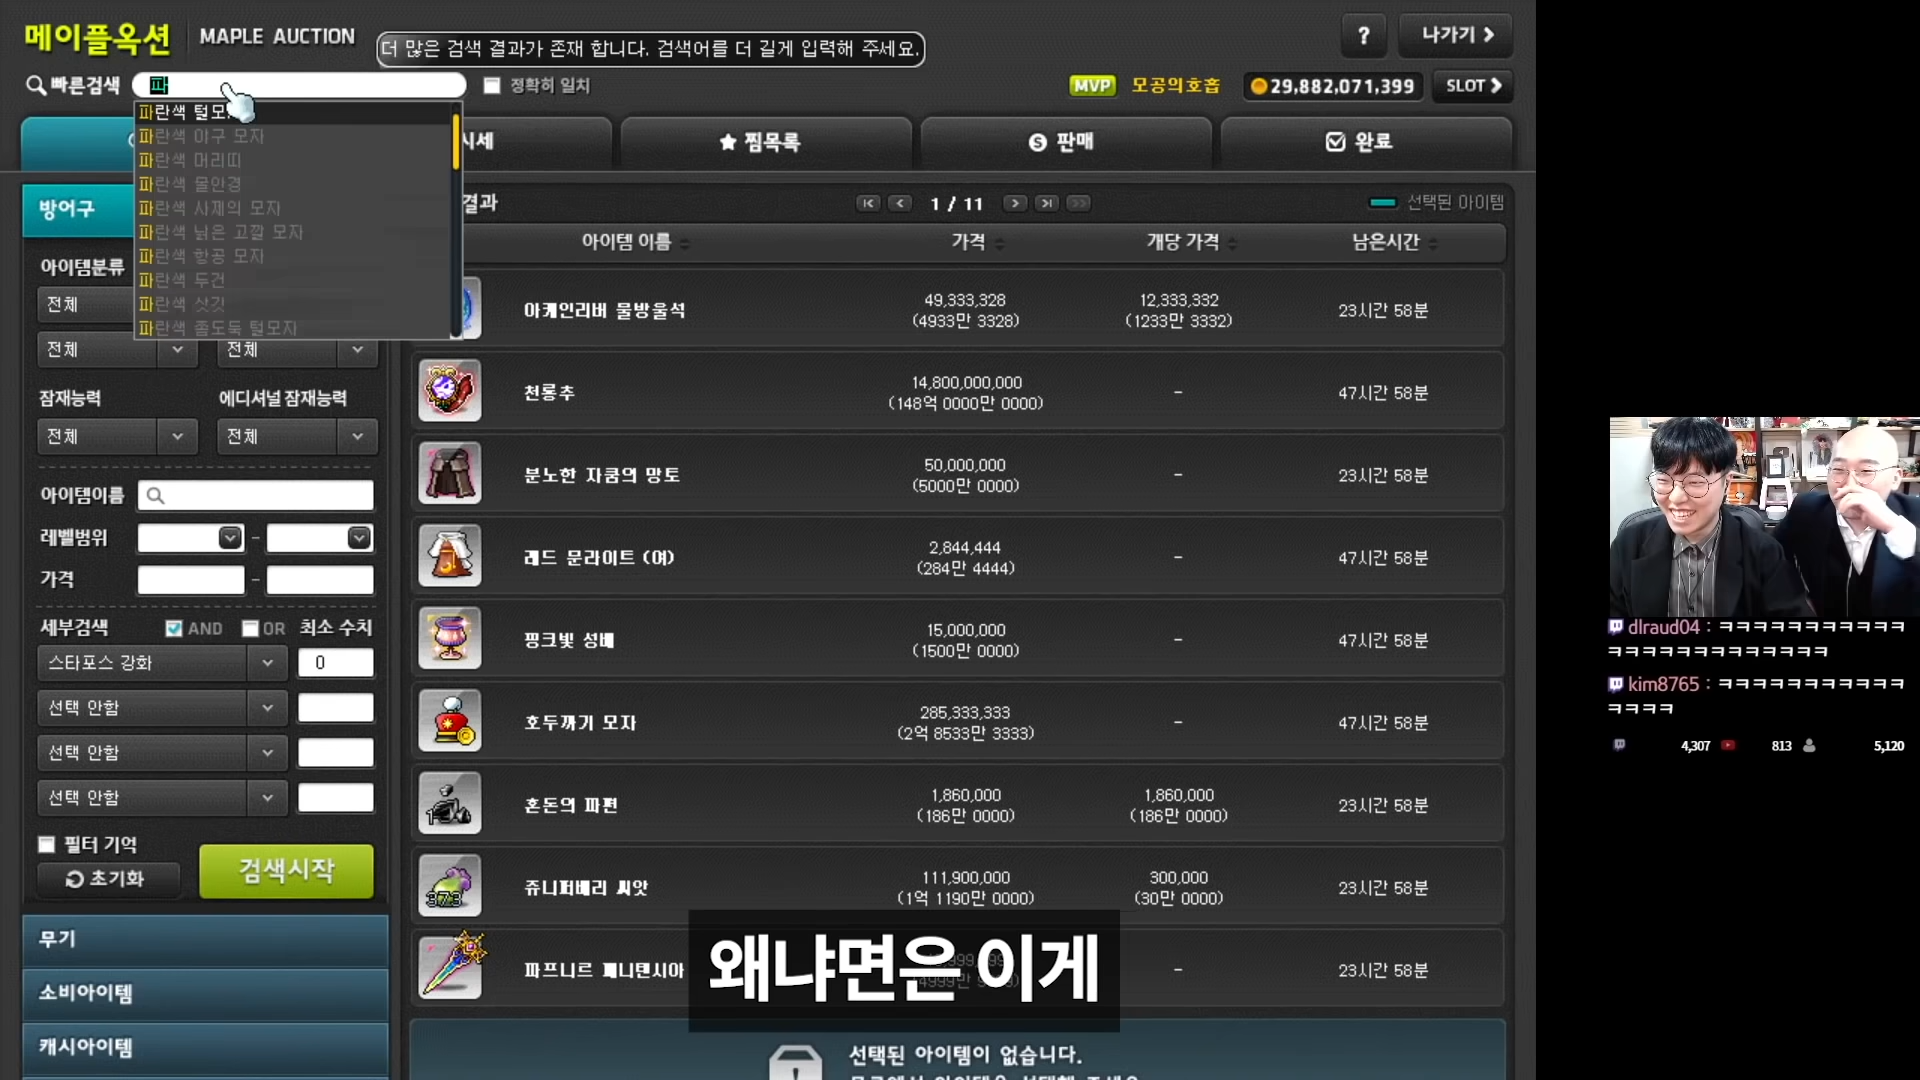 메이플옥션 MAPLE AUCTION
더 많은 검색 결과가 존재 합니다. 검색어를 더 길게 입력해 주세요.
? 나가기
빠른검색 파 정확히 일치
MVP 모공의호흡 29,882,071,399 SLOT
파란색 털모
파란색 야구 모자
파란색 머리띠
파란색 물안경
파란색 사제의 모자
파란색 낡은 고깔 모자
파란색 항공 모자
파란색 두건
파란색 삿갓
파란색 좀도둑 털모자
시세 찜목록 판매 완료
방어구
결과 1 / 11 선택된 아이템
아이템 이름 가격 개당 가격 남은시간
아이템분류
전체
전체 전체
잠재능력 에디셔널 잠재능력
전체 전체
아이템이름
레벨범위 -
가격 -
세부검색 AND OR 최소 수치
스타포스 강화 0
선택 안함
선택 안함
선택 안함
필터 기억
초기화 검색시작
무기
소비아이템
캐시아이템
아케인리버 물방울석 49,333,328 12,333,332 23시간 58분
(4933만 3328) (1233만 3332)
천롱추 14,800,000,000 - 47시간 58분
(148억 0000만 0000)
분노한 자쿰의 망토 50,000,000 - 23시간 58분
(5000만 0000)
레드 문라이트 (여) 2,844,444 - 47시간 58분
(284만 4444)
핑크빛 성배 15,000,000 - 47시간 58분
(1500만 0000)
호두까기 모자 285,333,333 - 47시간 58분
(2억 8533만 3333)
1 혼돈의 파편 1,860,000 1,860,000 23시간 58분
(186만 0000) (186만 0000)
373 쥬니퍼베리 씨앗 111,900,000 300,000 23시간 58분
(1억 1190만 0000) (30만 0000)
파프니르 페니텐시아 - 23시간 58분
왜냐면은 이게
선택된 아이템이 없습니다.
dlraud04 : ㅋㅋㅋㅋㅋㅋㅋㅋㅋㅋㅋ
ㅋㅋㅋㅋㅋㅋㅋㅋㅋㅋㅋㅋㅋ
kim8765 : ㅋㅋㅋㅋㅋㅋㅋㅋㅋㅋㅋ
ㅋㅋㅋㅋ
4,307 813 5,120